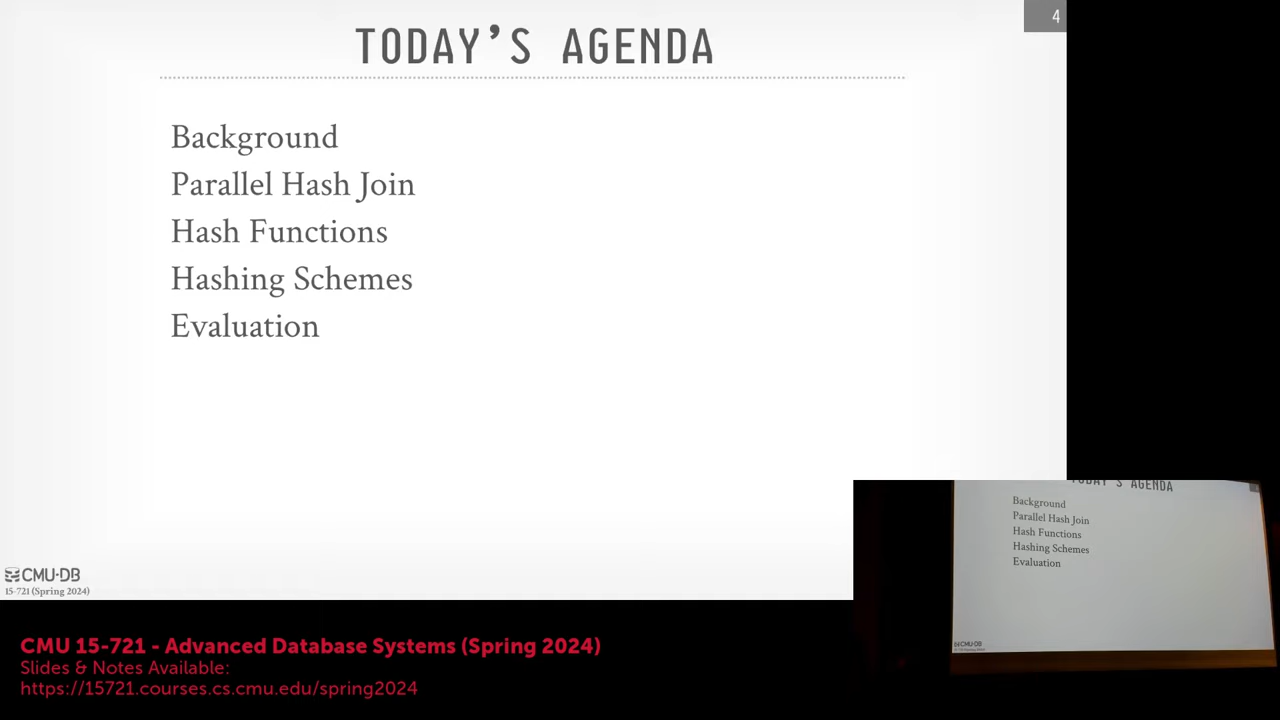 4
TODAY'S AGENDA
Background
Parallel Hash Join
Hash Functions
Hashing Schemes
Evaluation
CMU·DB
15-721 (Spring 2024)
TODAY'S AGENDA
Background
Parallel Hash Join
Hash Functions
Hashing Schemes
Evaluation
CMU·DB
CMU 15-721 - Advanced Database Systems (Spring 2024)
Slides & Notes Available:
https://15721.courses.cs.cmu.edu/spring2024